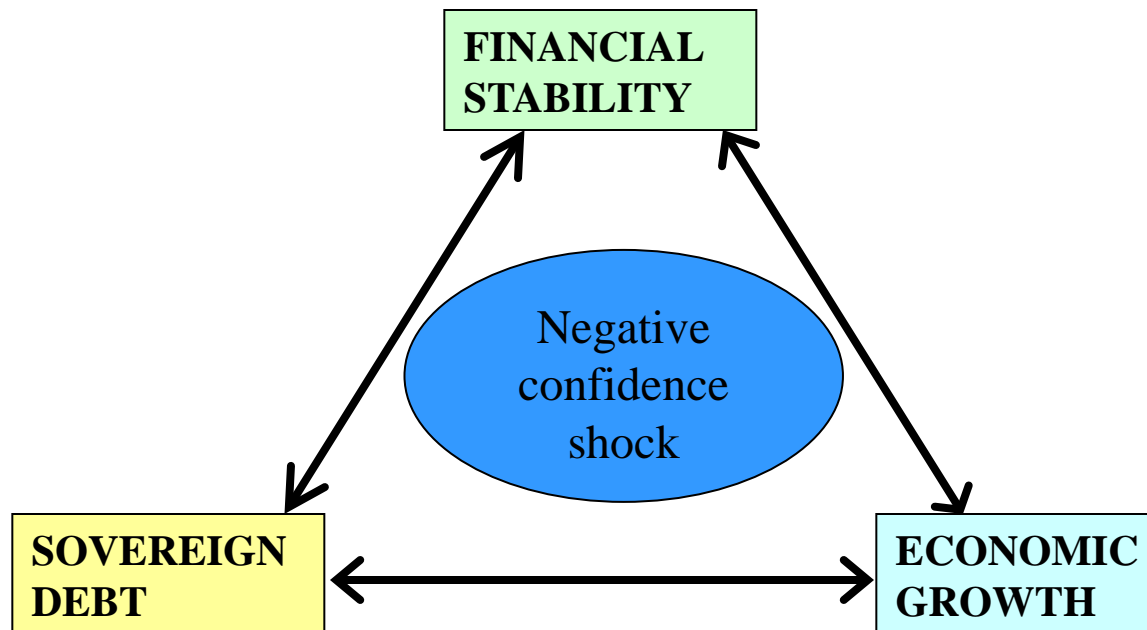 FINANCIAL
STABILITY
Negative
confidence
shock
SOVEREIGN
DEBT
ECONOMIC
GROWTH